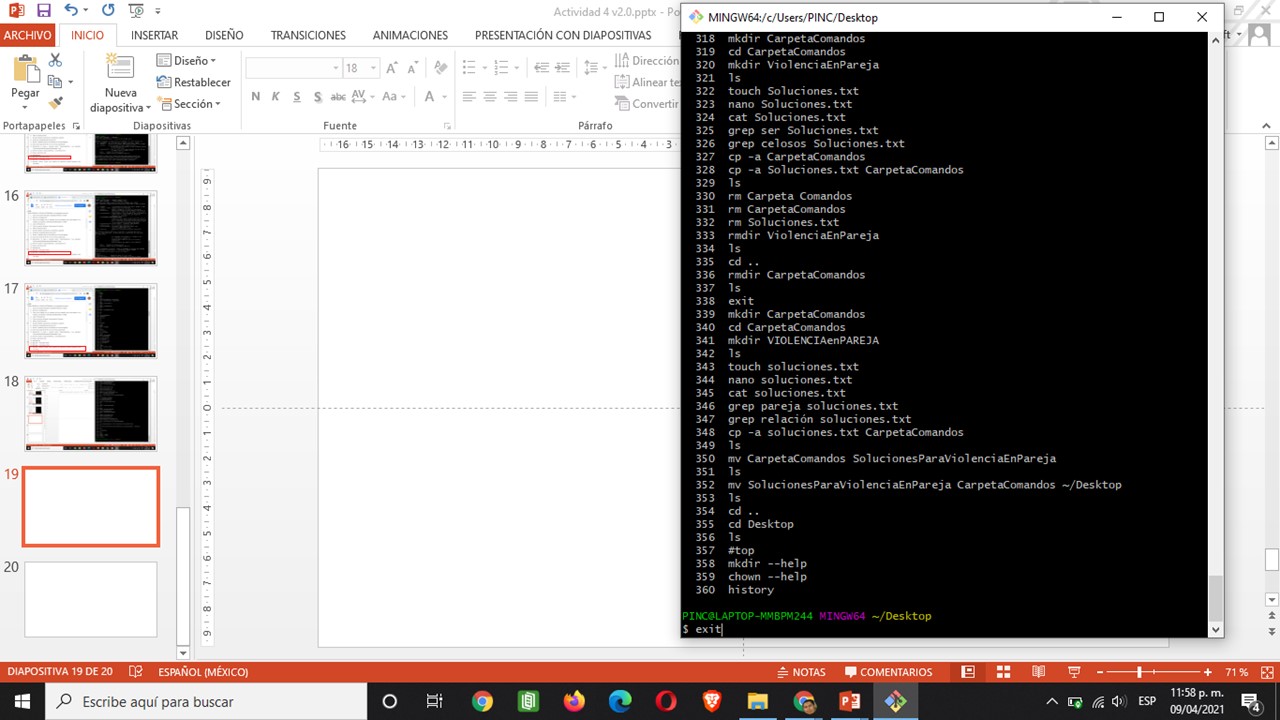 Actividad 4 v2.0.pptx - Po
MINGW64:/c/Users/PINC/Desktop
ARCHIVO INICIO INSERTAR DISEÑO TRANSICIONES ANIMACIONES PRESENTACIÓN CON DIAPOSITIVAS
Pegar
Nueva
diapositiva
Diseño
Restablecer
Sección
18
N K S S abc AV Aa A
Dirección
Alinear tex
Convertir
Portapapeles Diapositivas Fuente Párrafo
16
17
18
19
20
318 mkdir CarpetaComandos
319 cd CarpetaComandos
320 mkdir ViolenciaEnPareja
321 ls
322 touch Soluciones.txt
323 nano Soluciones.txt
324 cat Soluciones.txt
325 grep ser Soluciones.txt
326 grep celosos Soluciones.txt
327 cp -a CarpetaComandos
328 cp -a Soluciones.txt CarpetaComandos
329 ls
330 rm Carpeta Comandos
331 rm CarpetaComandos
332 rm Soluciones.txt
333 rmdir ViolenciaEnPareja
334 ls
335 cd ..
336 rmdir CarpetaComandos
337 ls
338 exit
339 mkdir CarpetaComandos
340 cd CarpetaComandos
341 mkdir VIOLENCIAenPAREJA
342 ls
343 touch soluciones.txt
344 nano soluciones.txt
345 cat soluciones.txt
346 grep pareja soluciones.txt
347 grep relación soluciones.txt
348 cp -a soluciones.txt CarpetaComandos
349 ls
350 mv CarpetaComandos SolucionesParaViolenciaEnPareja
351 ls
352 mv SolucionesParaViolenciaEnPareja CarpetaComandos ~/Desktop
353 ls
354 cd ..
355 cd Desktop
356 ls
357 #top
358 mkdir --help
359 chown --help
360 history
PINC@LAPTOP-MMBPM244 MINGW64 ~/Desktop
$ exit
DIAPOSITIVA 19 DE 20 ESPAÑOL (MÉXICO) NOTAS COMENTARIOS 71 %
Escribe aquí para buscar
ESP
11:58 p. m.
09/04/2021
4